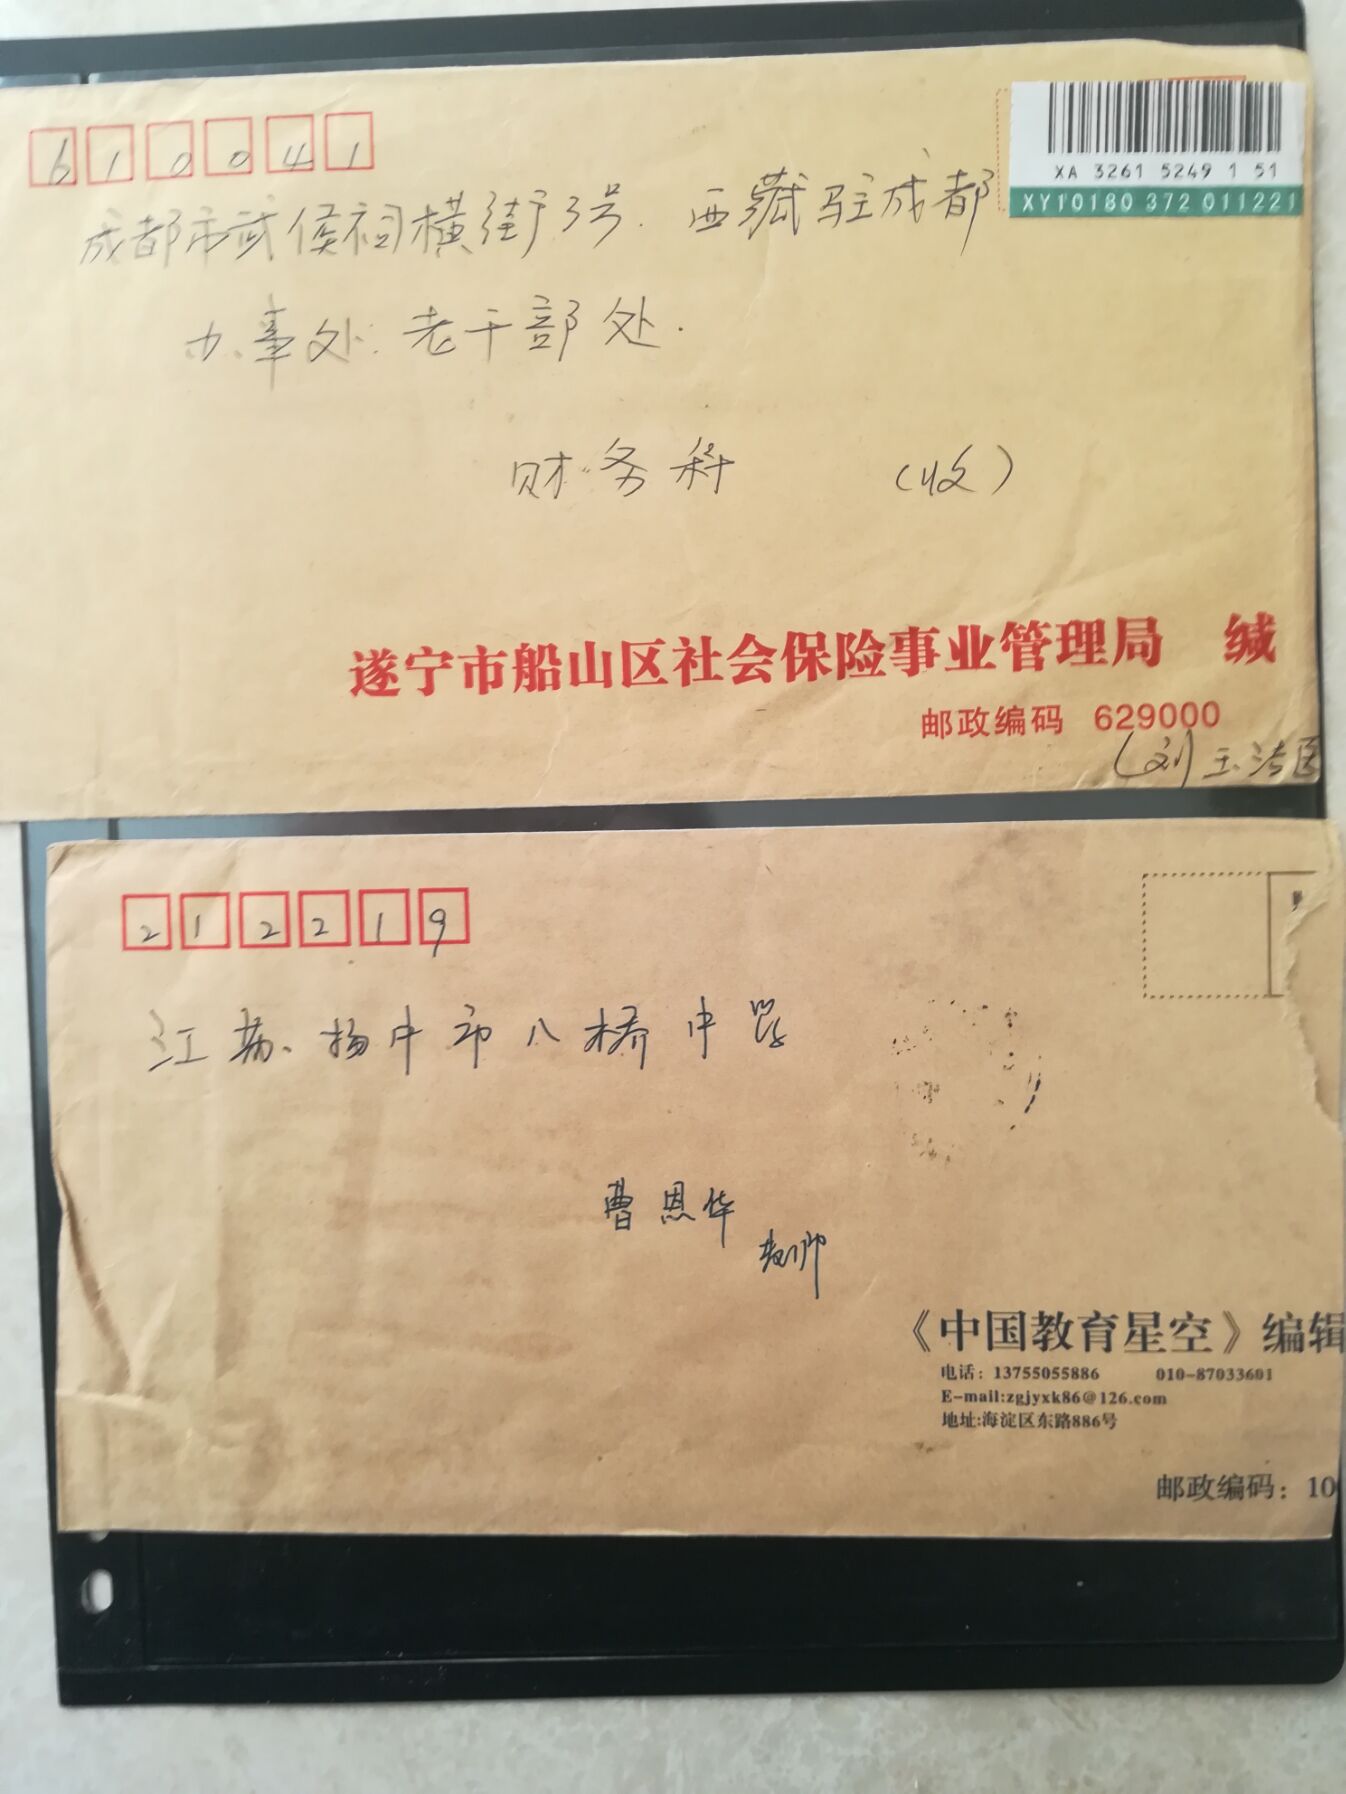 XA 3261 5249 1 51
XY10180 372 011221
610041
成都市武侯祠横街3号. 西藏驻成都
办事处. 老干部处.
财务科 (收)
遂宁市船山区社会保险事业管理局 缄
邮政编码 629000
(刘玉法医
212219
江苏、扬中市八桥中学
曹恩华
教师
《中国教育星空》编辑
电话：13755055886 010-87033601
E-mail:zgjyxk86@126.com
地址:海淀区东路886号
邮政编码：10